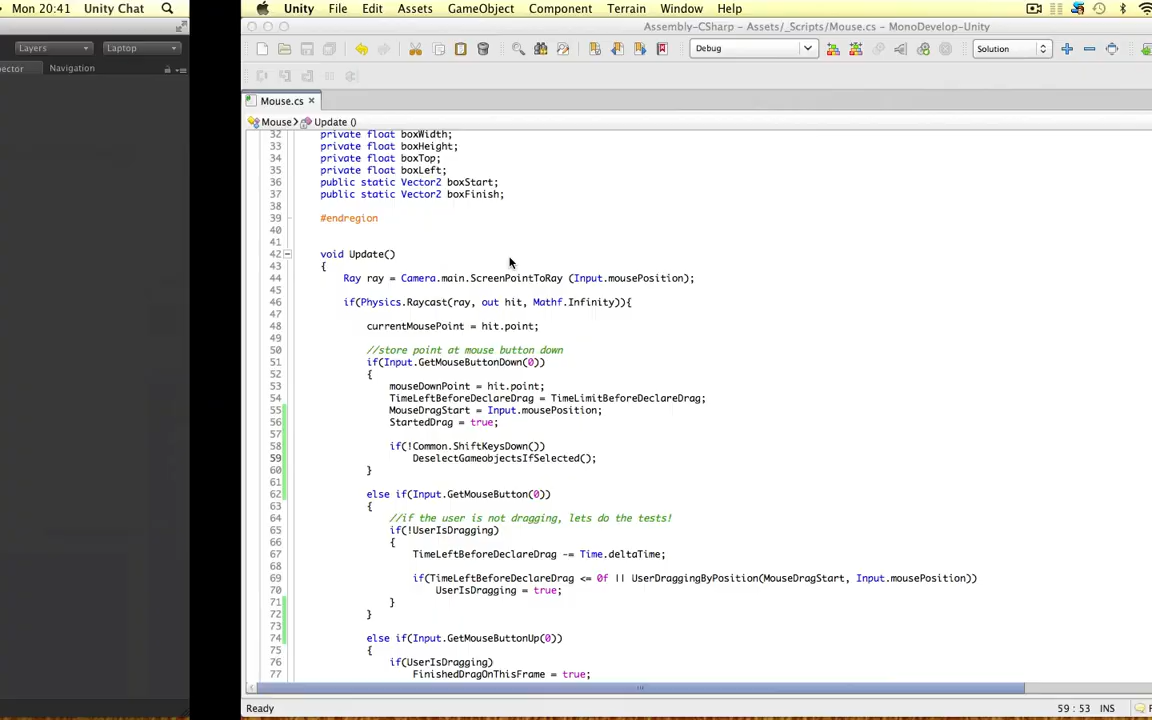 Mon 20:41 Unity Chat
Layers Laptop
ector Navigation
Unity File Edit Assets GameObject Component Terrain Window Help
Assembly-CSharp – Assets/_Scripts/Mouse.cs – MonoDevelop-Unity
Debug Solution
Mouse.cs ×
Mouse Update ()
32 private float boxWidth;
33 private float boxHeight;
34 private float boxTop;
35 private float boxLeft;
36 public static Vector2 boxStart;
37 public static Vector2 boxFinish;
38
39 #endregion
40
41
42 void Update()
43 {
44 Ray ray = Camera.main.ScreenPointToRay (Input.mousePosition);
45
46 if(Physics.Raycast(ray, out hit, Mathf.Infinity)){
47
48 currentMousePoint = hit.point;
49
50 //store point at mouse button down
51 if(Input.GetMouseButtonDown(0))
52 {
53 mouseDownPoint = hit.point;
54 TimeLeftBeforeDeclareDrag = TimeLimitBeforeDeclareDrag;
55 MouseDragStart = Input.mousePosition;
56 StartedDrag = true;
57
58 if(!Common.ShiftKeysDown())
59 DeselectGameobjectsIfSelected();
60 }
61
62 else if(Input.GetMouseButton(0))
63 {
64 //if the user is not dragging, lets do the tests!
65 if(!UserIsDragging)
66 {
67 TimeLeftBeforeDeclareDrag -= Time.deltaTime;
68
69 if(TimeLeftBeforeDeclareDrag <= 0f || UserDraggingByPosition(MouseDragStart, Input.mousePosition))
70 UserIsDragging = true;
71 }
72 }
73
74 else if(Input.GetMouseButtonUp(0))
75 {
76 if(UserIsDragging)
77 FinishedDragOnThisFrame = true;
Ready 59 : 53 INS